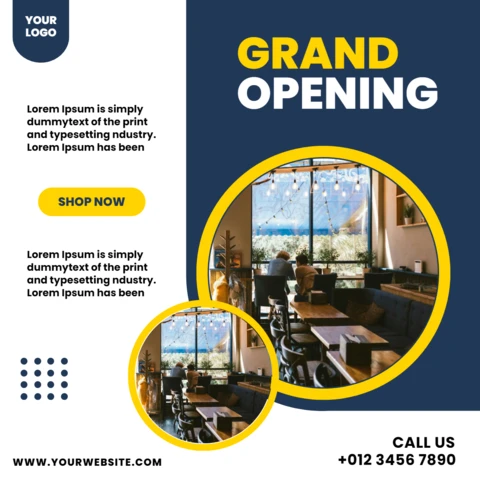 YOUR
LOGO
GRAND
OPENING
Lorem Ipsum is simply
dummytext of the print
and typesetting ndustry.
Lorem Ipsum has been
SHOP NOW
Lorem Ipsum is simply
dummytext of the print
and typesetting ndustry.
Lorem Ipsum has been
WWW.YOURWEBSITE.COM
CALL US
+012 3456 7890